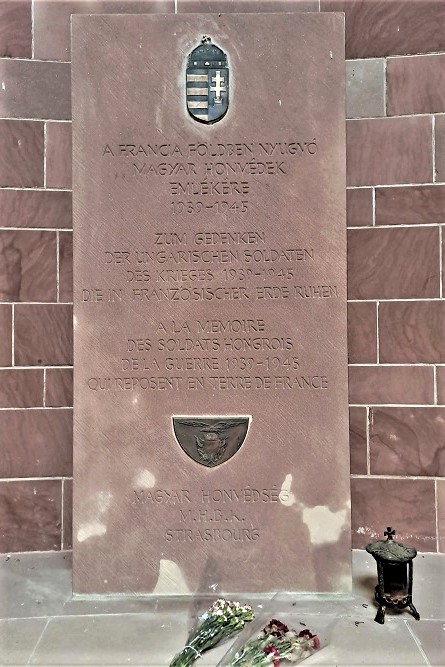 A FRANCIA FÖLDBEN NYUGVÓ
MAGYAR HONVÉDEK
EMLÉKÉRE
1939-1945
ZUM GEDENKEN
DER UNGARISCHEN SOLDATEN
DES KRIEGES 1939-1945
DIE IN FRANZÖSISCHER ERDE RUHEN
A LA MEMOIRE
DES SOLDATS HONGROIS
DE LA GUERRE 1939-1945
QUI REPOSENT EN TERRE DE FRANCE
MAGYAR HONVÉDSÉG
M.H.B.K.
STRASBOURG